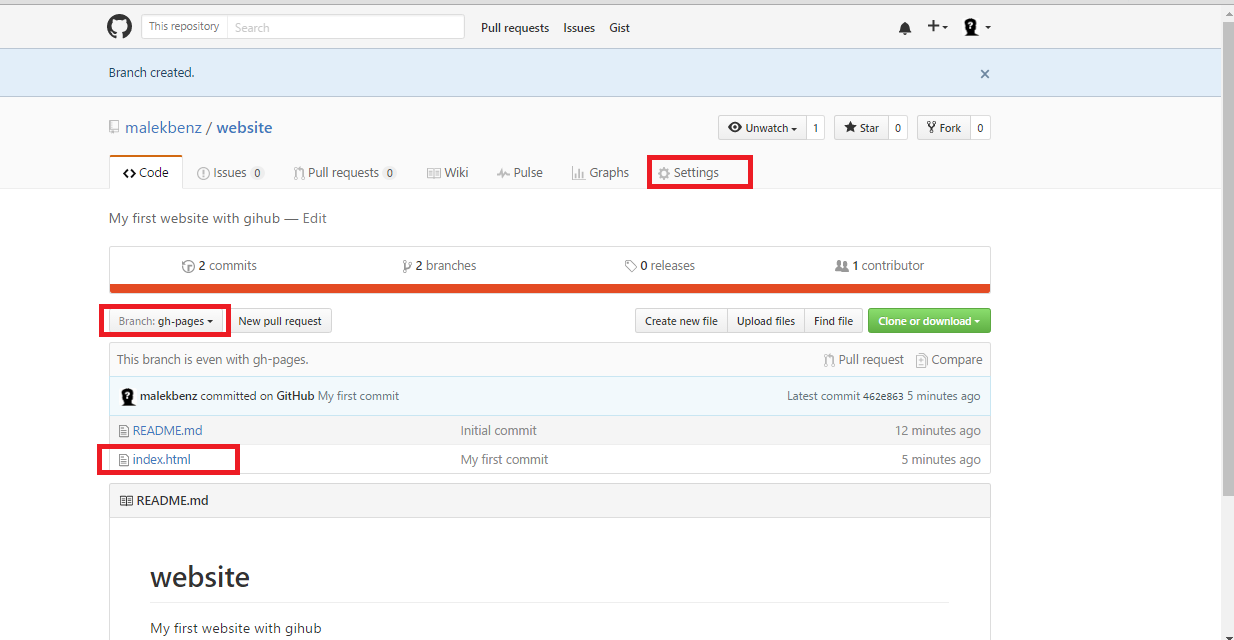 This repository Search Pull requests Issues Gist
Branch created.
malekbenz / website Unwatch 1 Star 0 Fork 0
Code Issues 0 Pull requests 0 Wiki Pulse Graphs Settings
My first website with gihub — Edit
2 commits 2 branches 0 releases 1 contributor
Branch: gh-pages New pull request Create new file Upload files Find file Clone or download
This branch is even with gh-pages. Pull request Compare
malekbenz committed on GitHub My first commit Latest commit 462e863 5 minutes ago
README.md Initial commit 12 minutes ago
index.html My first commit 5 minutes ago
README.md
website
My first website with gihub